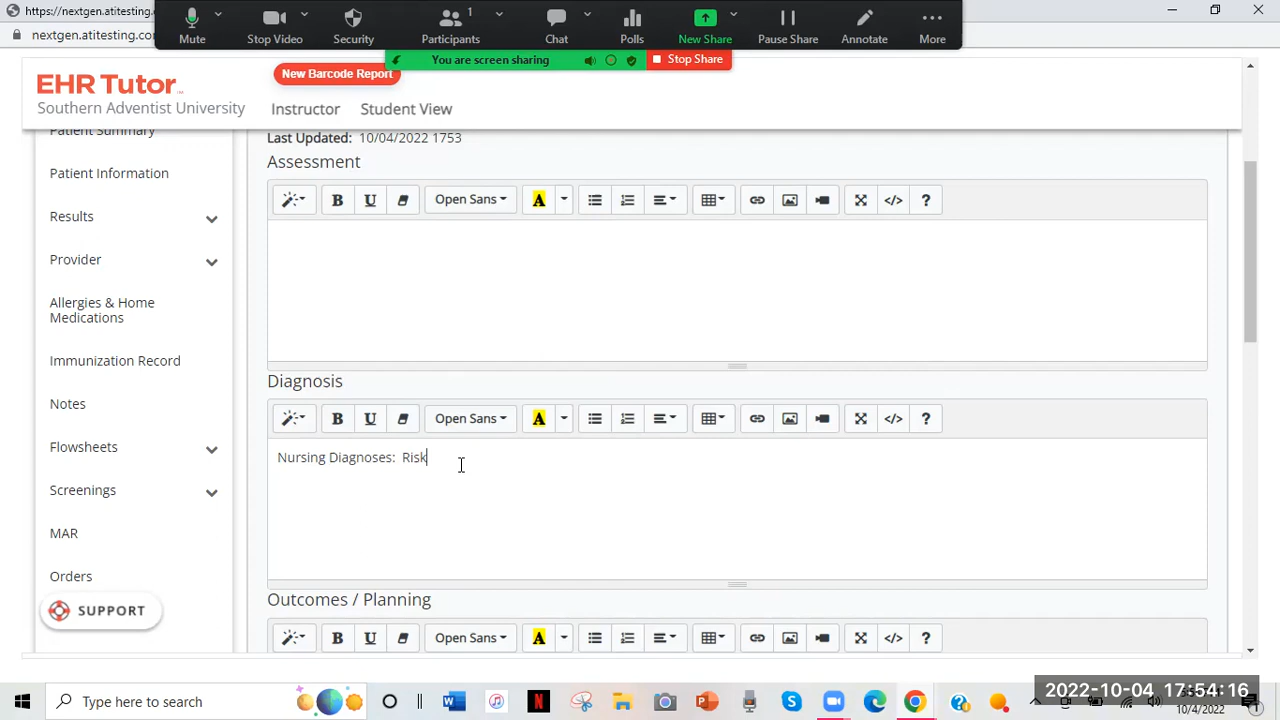 https://nextgen.atitesting.
nextgen.atitesting.co
Mute
Stop Video
Security
1
Participants
Chat
Polls
New Share
Pause Share
Annotate
More
You are screen sharing
Stop Share
EHR Tutor
Southern Adventist University
New Barcode Report
Instructor
Student View
Patient Summary
Patient Information
Results
Provider
Allergies & Home
Medications
Immunization Record
Notes
Flowsheets
Screenings
MAR
Orders
SUPPORT
Last Updated: 10/04/2022 1753
Assessment
B U Open Sans A </> ?
Diagnosis
B U Open Sans A </> ?
Nursing Diagnoses: Risk
Outcomes / Planning
B U Open Sans A </> ?
Type here to search
2022-10-04 17:54:16
10/4/2022